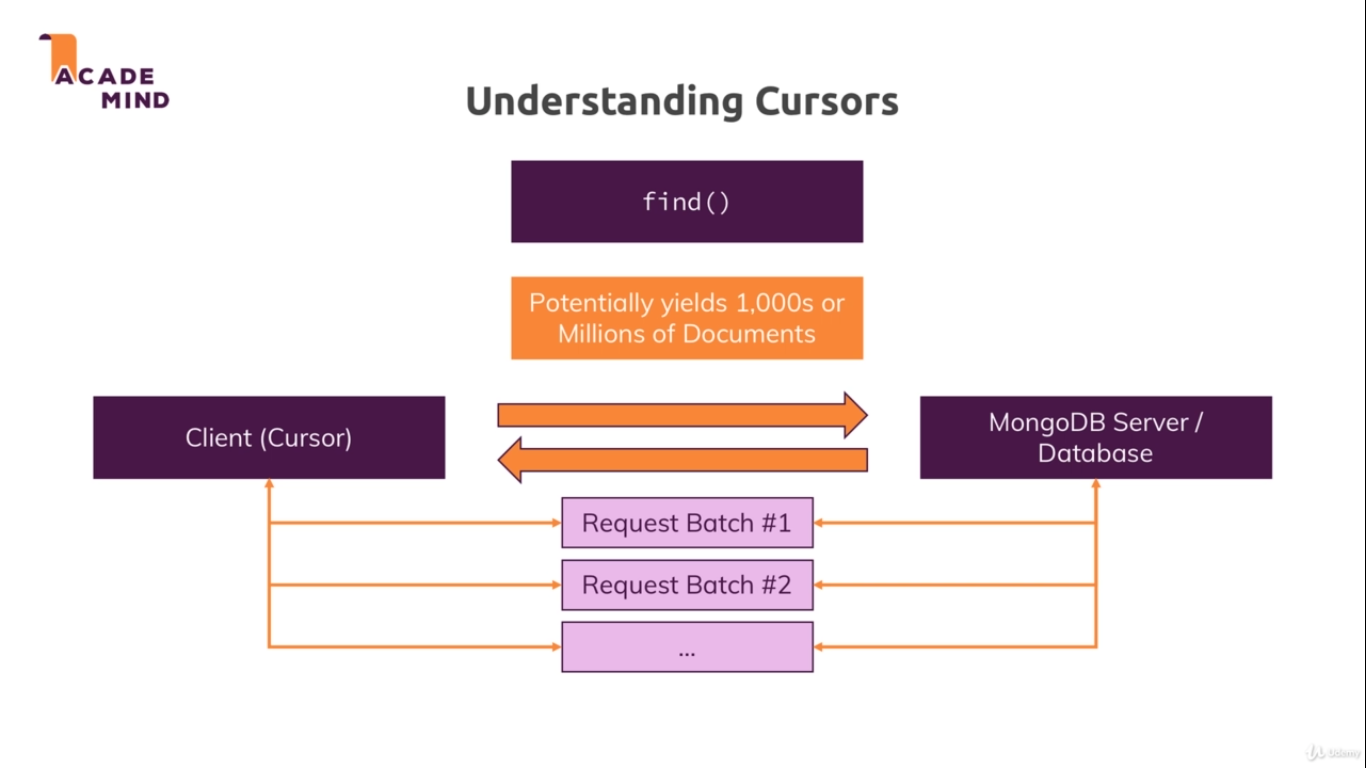 ACADE
MIND
Understanding Cursors
find()
Potentially yields 1,000s or
Millions of Documents
Client (Cursor)
MongoDB Server /
Database
Request Batch #1
Request Batch #2
...
Udemy